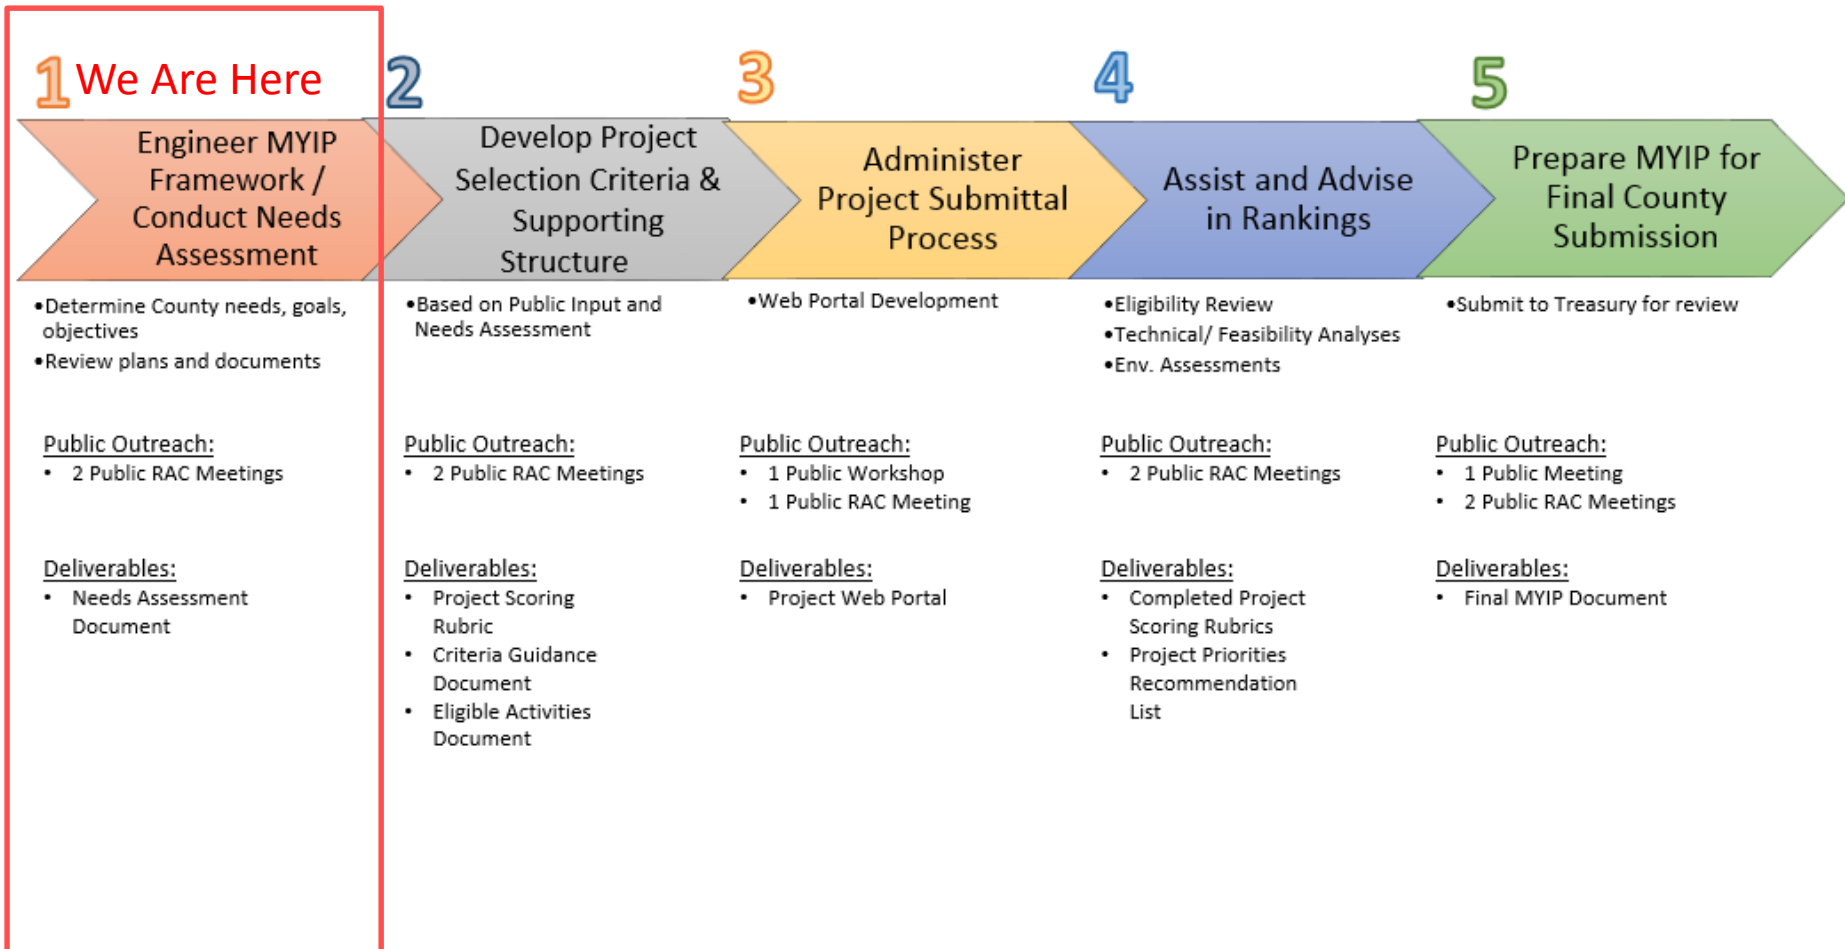 1 We Are Here
Engineer MYIP
Framework /
Conduct Needs
Assessment
•Determine County needs, goals,
objectives
•Review plans and documents
Public Outreach:
• 2 Public RAC Meetings
Deliverables:
• Needs Assessment
Document
2
Develop Project
Selection Criteria &
Supporting
Structure
•Based on Public Input and
Needs Assessment
Public Outreach:
• 2 Public RAC Meetings
Deliverables:
• Project Scoring
Rubric
• Criteria Guidance
Document
• Eligible Activities
Document
3
Administer
Project Submittal
Process
•Web Portal Development
Public Outreach:
• 1 Public Workshop
• 1 Public RAC Meeting
Deliverables:
• Project Web Portal
4
Assist and Advise
in Rankings
•Eligibility Review
•Technical/ Feasibility Analyses
•Env. Assessments
Public Outreach:
• 2 Public RAC Meetings
Deliverables:
• Completed Project
Scoring Rubrics
• Project Priorities
Recommendation
List
5
Prepare MYIP for
Final County
Submission
•Submit to Treasury for review
Public Outreach:
• 1 Public Meeting
• 2 Public RAC Meetings
Deliverables:
• Final MYIP Document